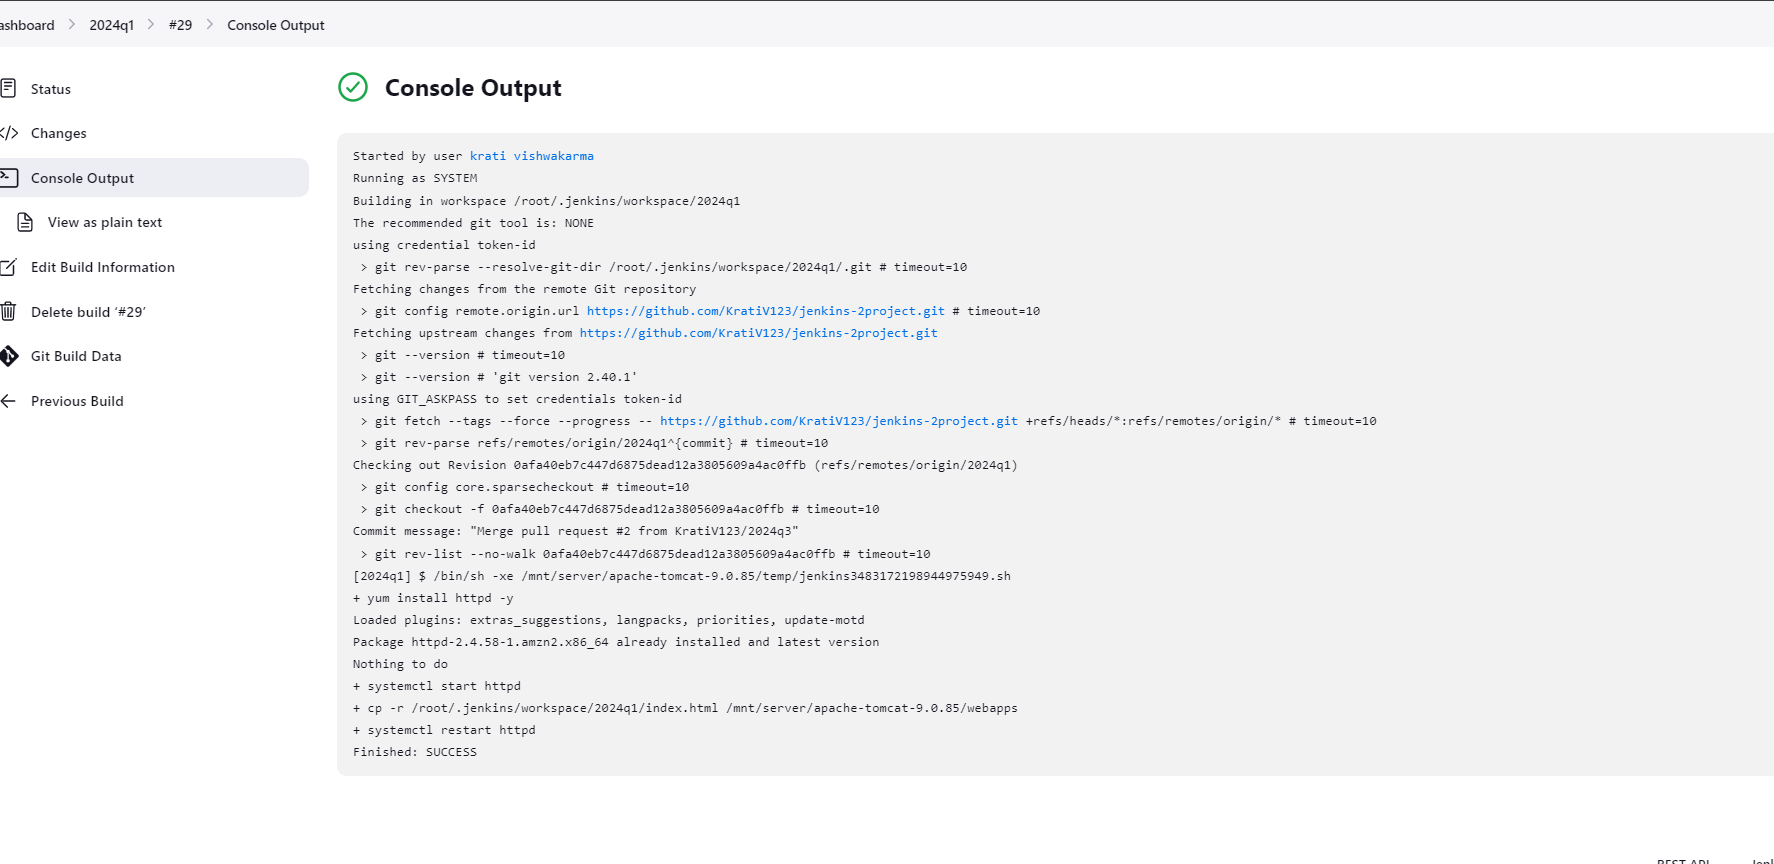 ashboard > 2024q1 > #29 > Console Output
Status
Changes
Console Output
View as plain text
Edit Build Information
Delete build ‘#29’
Git Build Data
Previous Build
Console Output
Started by user krati vishwakarma
Running as SYSTEM
Building in workspace /root/.jenkins/workspace/2024q1
The recommended git tool is: NONE
using credential token-id
 > git rev-parse --resolve-git-dir /root/.jenkins/workspace/2024q1/.git # timeout=10
Fetching changes from the remote Git repository
 > git config remote.origin.url https://github.com/KratiV123/jenkins-2project.git # timeout=10
Fetching upstream changes from https://github.com/KratiV123/jenkins-2project.git
 > git --version # timeout=10
 > git --version # 'git version 2.40.1'
using GIT_ASKPASS to set credentials token-id
 > git fetch --tags --force --progress -- https://github.com/KratiV123/jenkins-2project.git +refs/heads/*:refs/remotes/origin/* # timeout=10
 > git rev-parse refs/remotes/origin/2024q1^{commit} # timeout=10
Checking out Revision 0afa40eb7c447d6875dead12a3805609a4ac0ffb (refs/remotes/origin/2024q1)
 > git config core.sparsecheckout # timeout=10
 > git checkout -f 0afa40eb7c447d6875dead12a3805609a4ac0ffb # timeout=10
Commit message: "Merge pull request #2 from KratiV123/2024q3"
 > git rev-list --no-walk 0afa40eb7c447d6875dead12a3805609a4ac0ffb # timeout=10
[2024q1] $ /bin/sh -xe /mnt/server/apache-tomcat-9.0.85/temp/jenkins3483172198944975949.sh
+ yum install httpd -y
Loaded plugins: extras_suggestions, langpacks, priorities, update-motd
Package httpd-2.4.58-1.amzn2.x86_64 already installed and latest version
Nothing to do
+ systemctl start httpd
+ cp -r /root/.jenkins/workspace/2024q1/index.html /mnt/server/apache-tomcat-9.0.85/webapps
+ systemctl restart httpd
Finished: SUCCESS
REST API